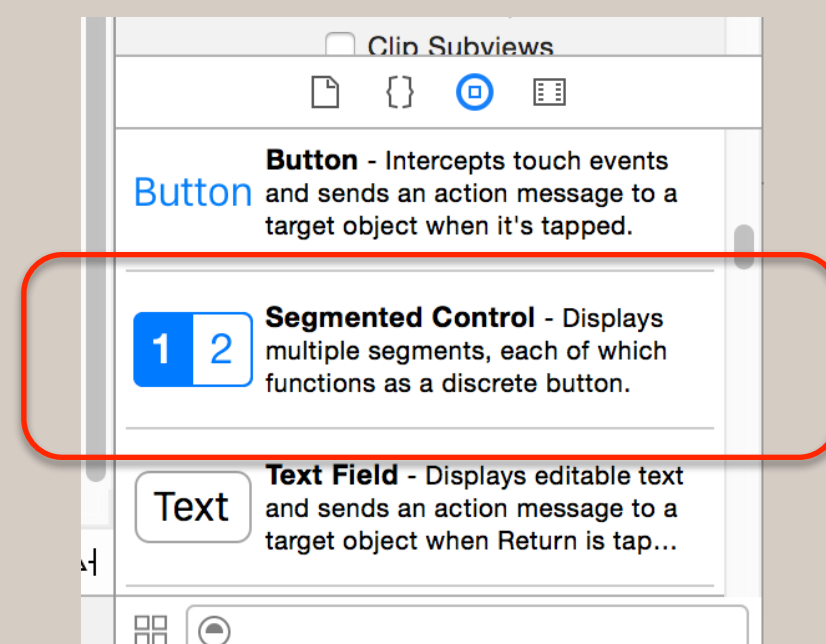 Clip Subviews
{}
Button
Button - Intercepts touch events
and sends an action message to a
target object when it's tapped.
1 2
Segmented Control - Displays
multiple segments, each of which
functions as a discrete button.
Text
Text Field - Displays editable text
and sends an action message to a
target object when Return is tap...